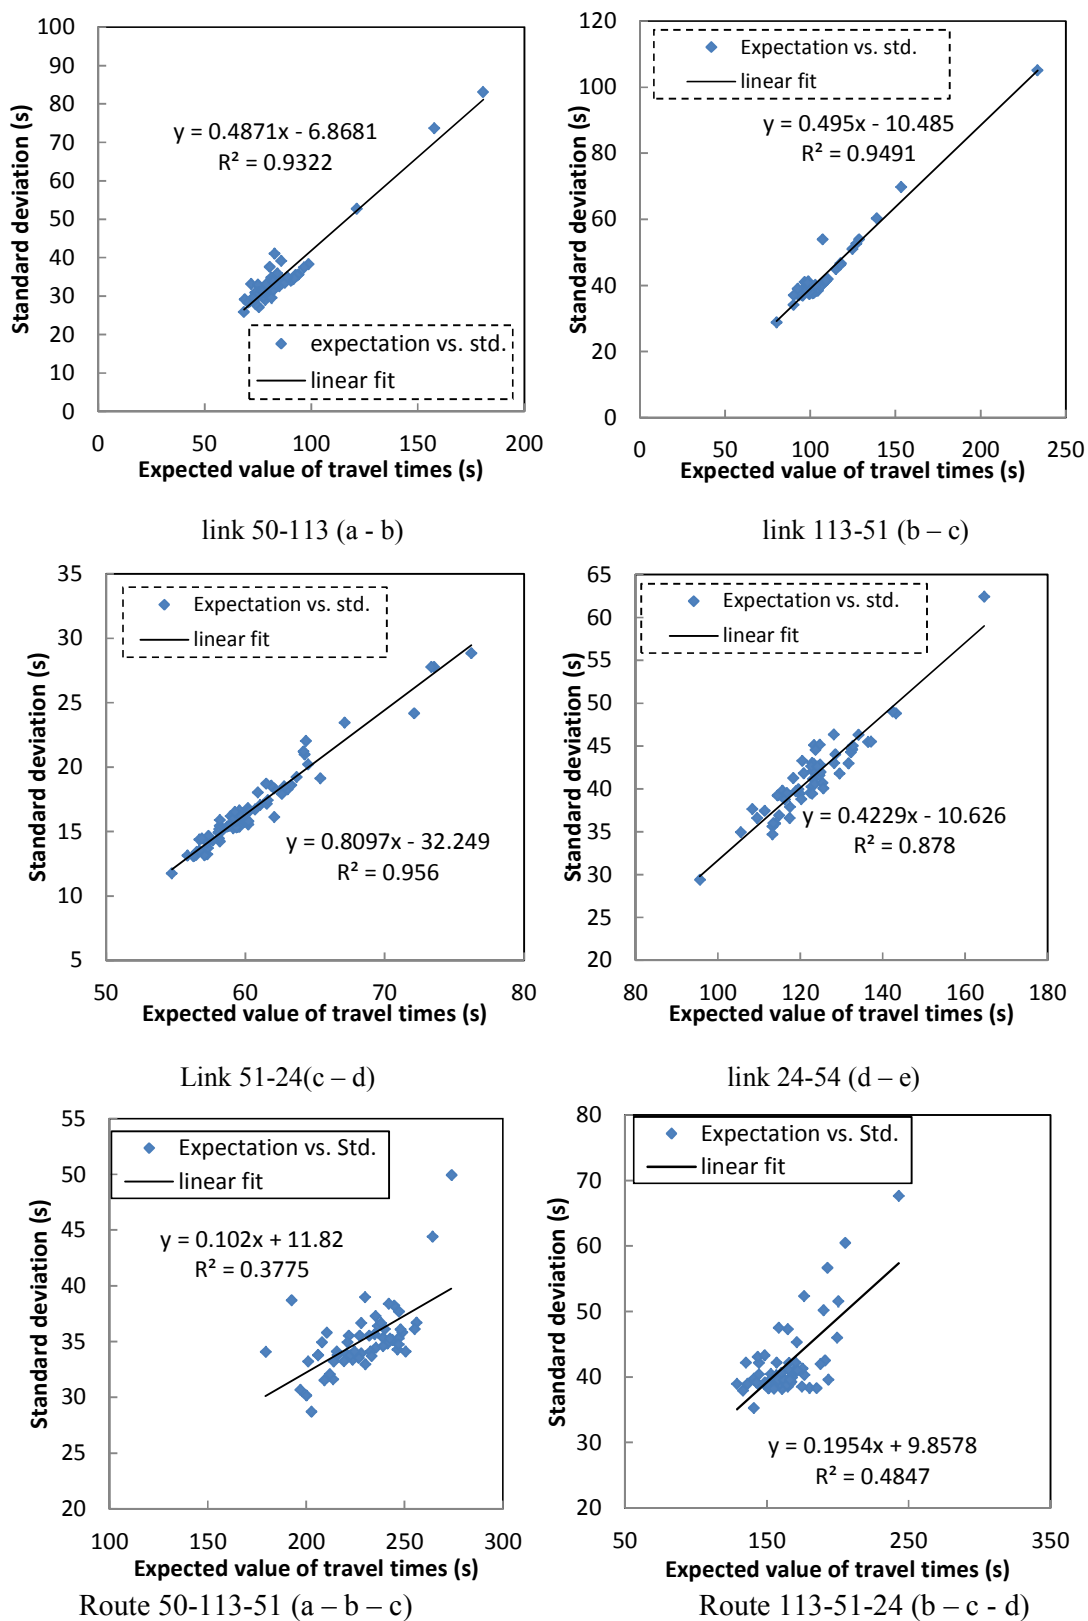 100
90
80
70
60
50
40
30
20
10
0
Standard deviation (s)
y = 0.4871x - 6.8681
R² = 0.9322
expectation vs. std.
linear fit
0 50 100 150 200
Expected value of travel times (s)
link 50-113 (a - b)
120
100
80
60
40
20
0
Standard deviation (s)
Expectation vs. std.
linear fit
y = 0.495x - 10.485
R² = 0.9491
0 50 100 150 200 250
Expected value of travel times (s)
link 113-51 (b – c)
35
30
25
20
15
10
5
Standard deviation (s)
Expectation vs. std.
linear fit
y = 0.8097x - 32.249
R² = 0.956
50 60 70 80
Expected value of travel times (s)
Link 51-24(c – d)
65
60
55
50
45
40
35
30
25
20
Standard deviation (s)
Expectation vs. std.
linear fit
y = 0.4229x - 10.626
R² = 0.878
80 100 120 140 160 180
Expected value of travel times (s)
link 24-54 (d – e)
55
50
45
40
35
30
25
20
Standard deviation (s)
Expectation vs. Std.
linear fit
y = 0.102x + 11.82
R² = 0.3775
100 150 200 250 300
Expected value of travel times (s)
Route 50-113-51 (a – b – c)
80
70
60
50
40
30
20
Standard deviation (s)
Expectation vs. Std.
linear fit
y = 0.1954x + 9.8578
R² = 0.4847
50 150 250 350
Expected value of travel times (s)
Route 113-51-24 (b – c - d)